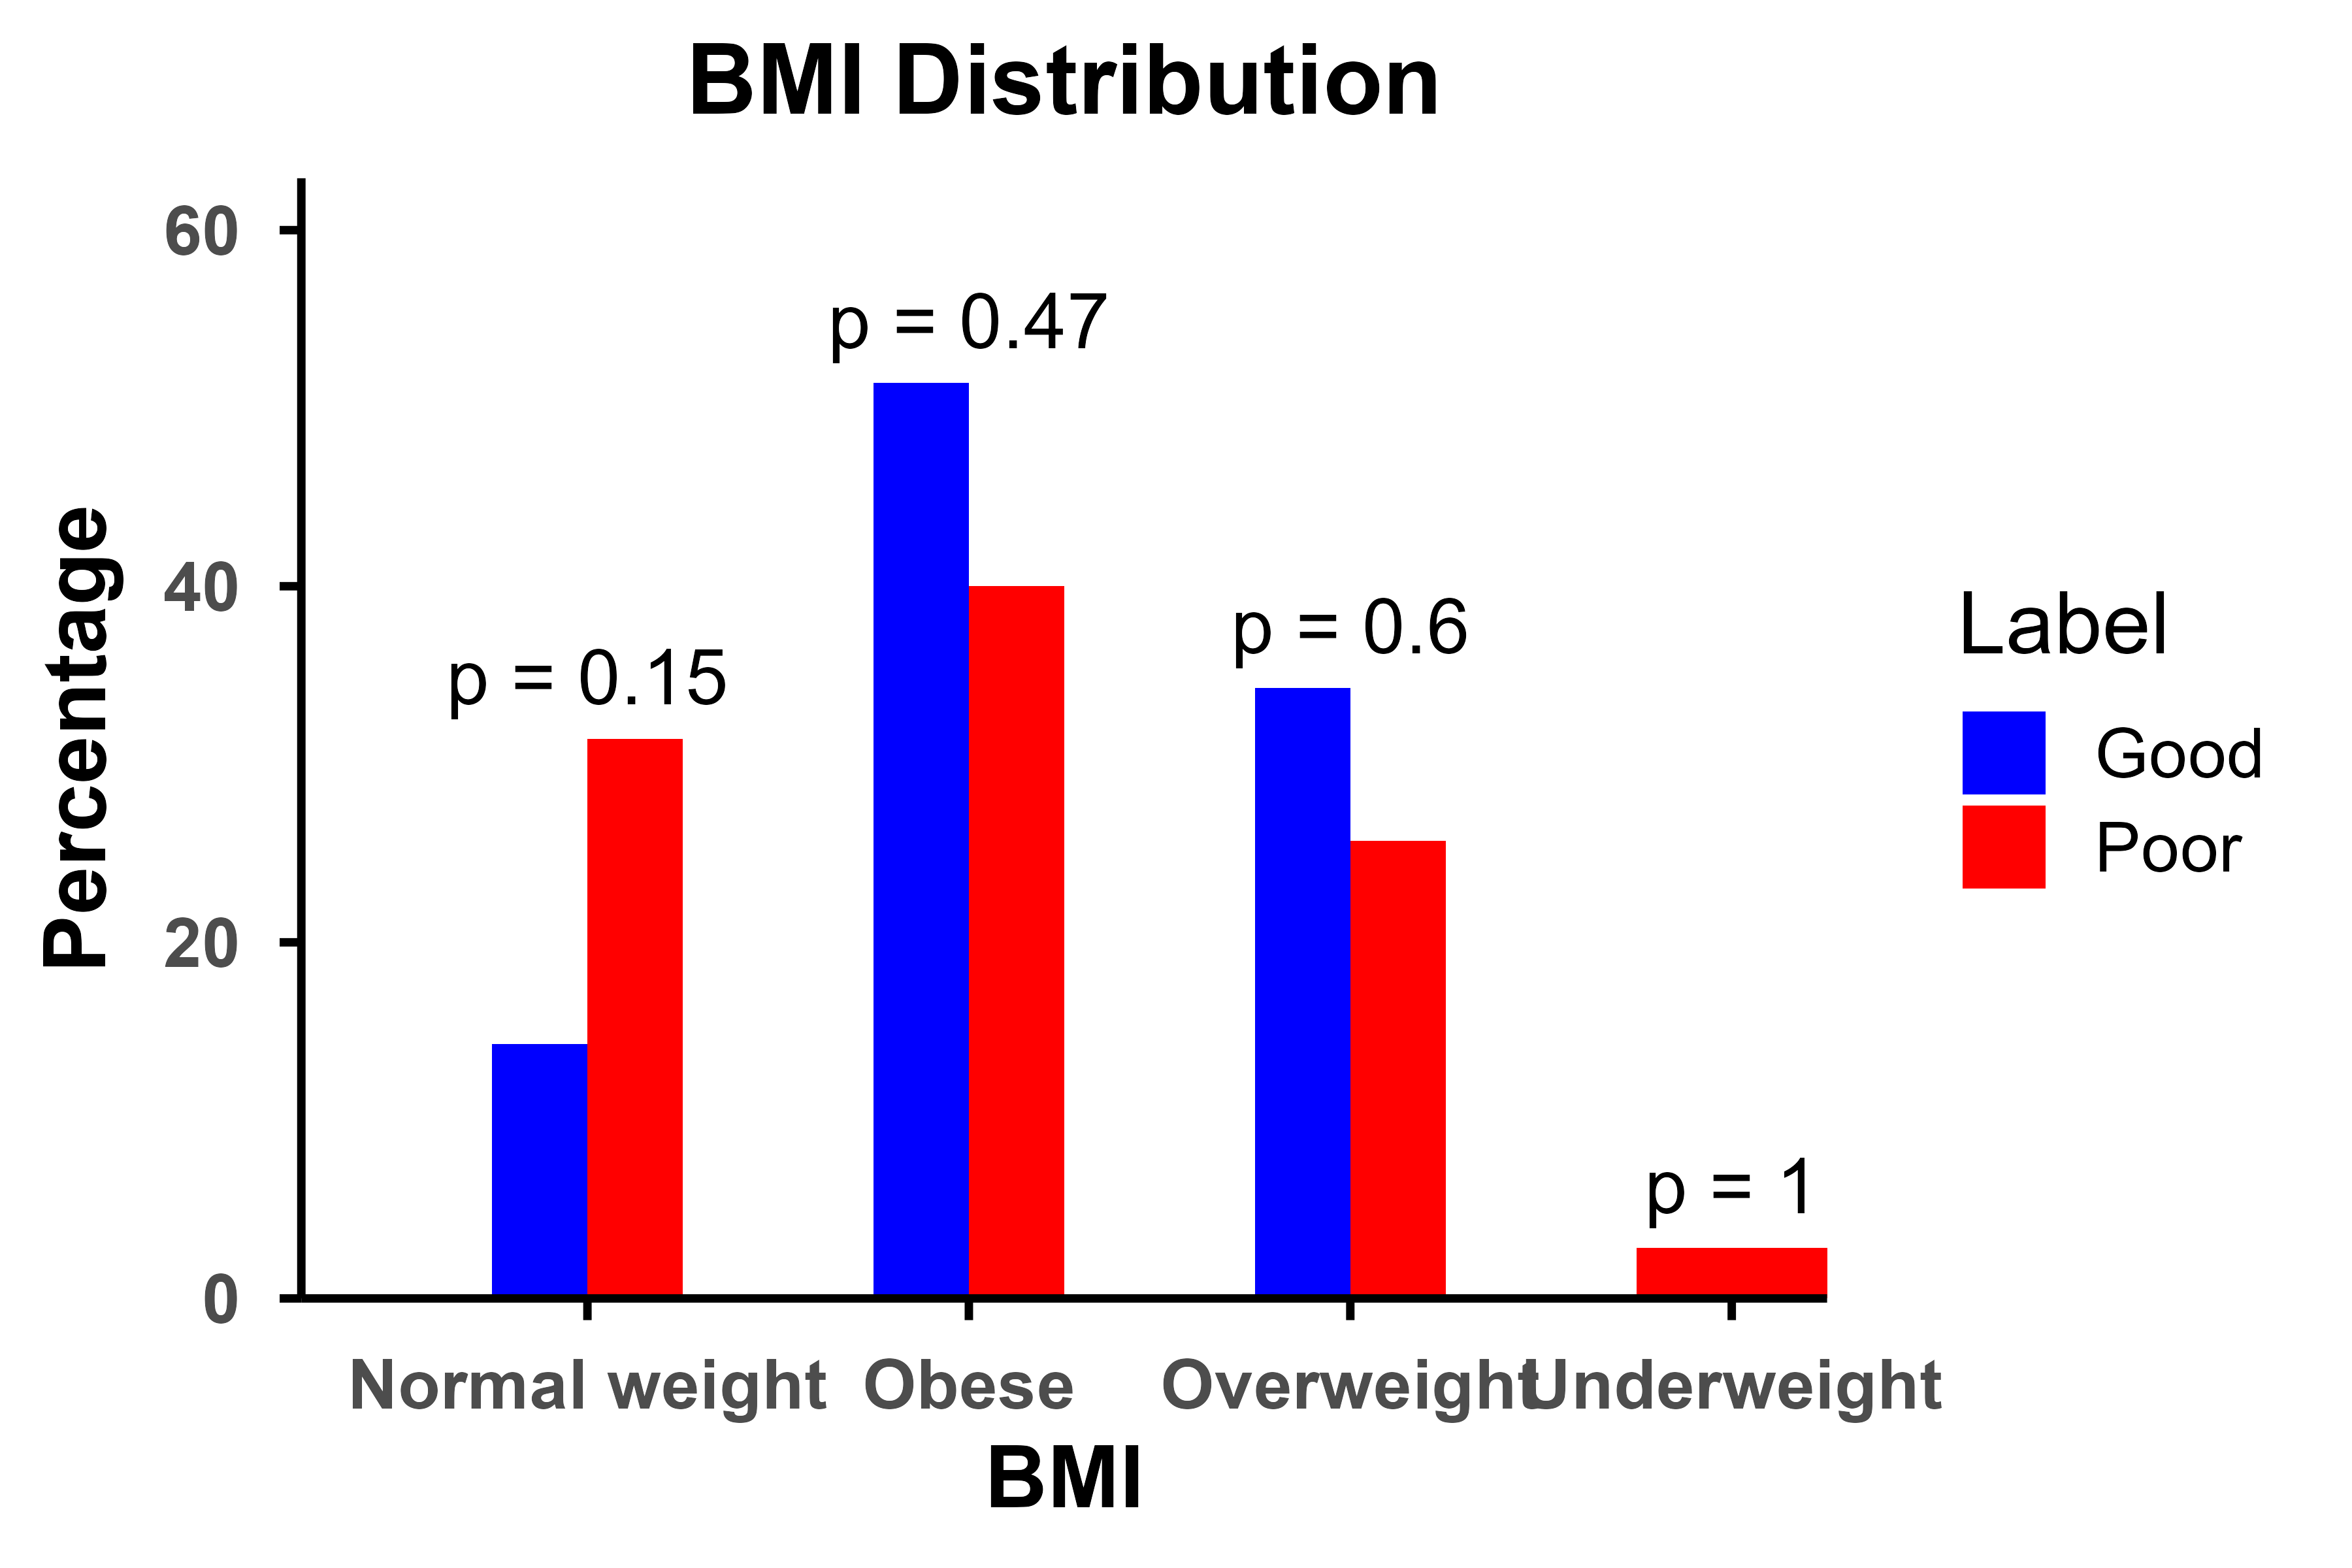 BMI Distribution
60
40
20
0
Percentage
p = 0.15
p = 0.47
p = 0.6
p = 1
Normal weight
Obese
Overweight
Underweight
BMI
Label
Good
Poor